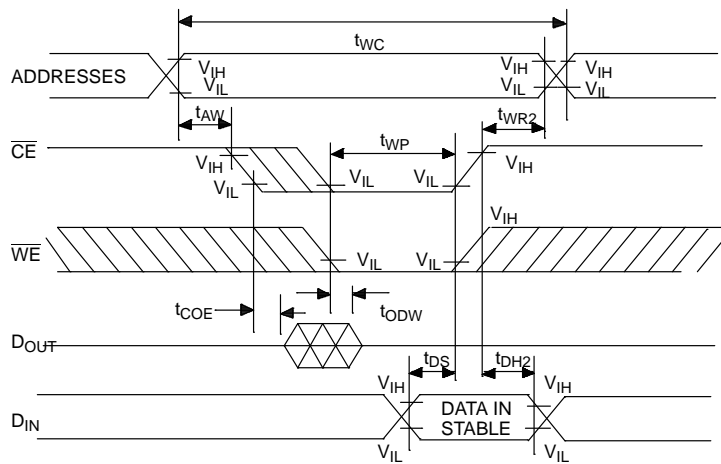 tWC
ADDRESSES
VIH
VIL
VIH
VIL
VIH
VIL
tAW
tWR2
CE
tWP
VIH
VIL
VIL
VIL
VIH
WE
VIL
VIL
VIH
tCOE
tODW
DOUT
tDS
tDH2
VIH
VIH
DIN
DATA IN
STABLE
VIL
VIL